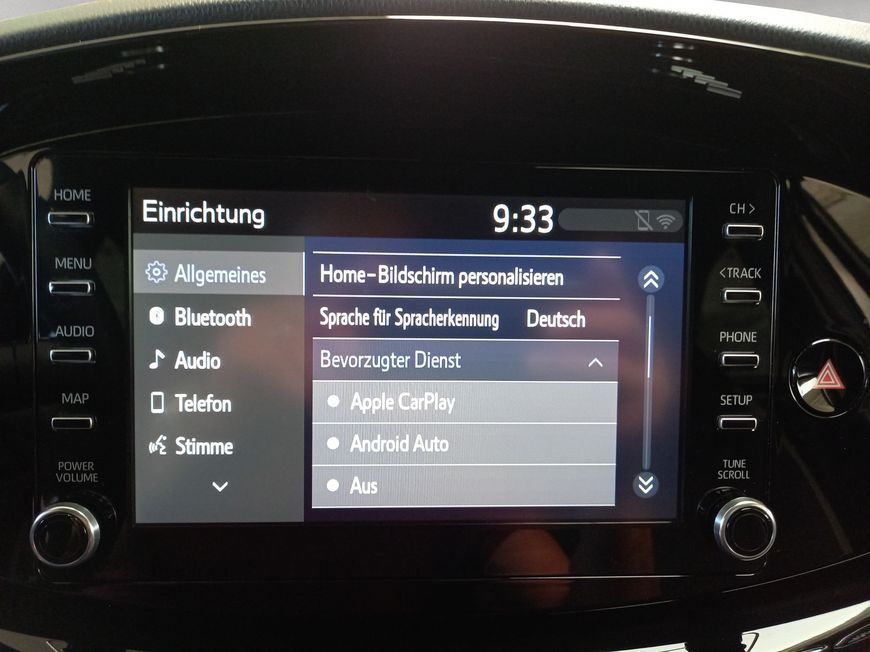 HOME
MENU
AUDIO
MAP
POWER
VOLUME
Einrichtung
9:33
Allgemeines
Bluetooth
Audio
Telefon
Stimme
Home-Bildschirm personalisieren
Sprache für Spracherkennung Deutsch
Bevorzugter Dienst
Apple CarPlay
Android Auto
Aus
CH >
< TRACK
PHONE
SETUP
TUNE
SCROLL